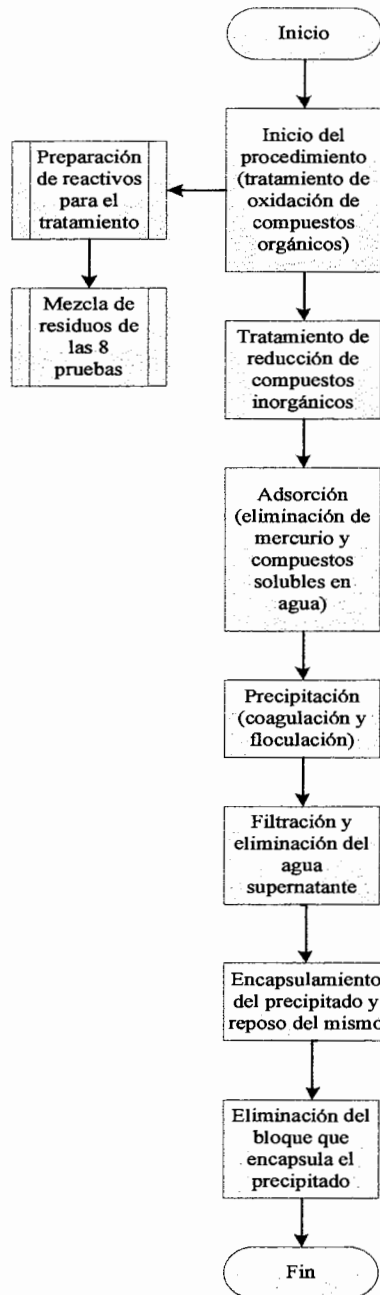 Inicio
Inicio del
procedimiento
(tratamiento de
oxidación de
compuestos
orgánicos)
Preparación
de reactivos
para el
tratamiento
Mezcla de
residuos de
las 8
pruebas
Tratamiento de
reducción de
compuestos
inorgánicos
Adsorción
(eliminación de
mercurio y
compuestos
solubles en
agua)
Precipitación
(coagulación y
floculación)
Filtración y
eliminación del
agua
supernatante
Encapsulamiento
del precipitado y
reposo del mismo
Eliminación del
bloque que
encapsula el
precipitado
Fin